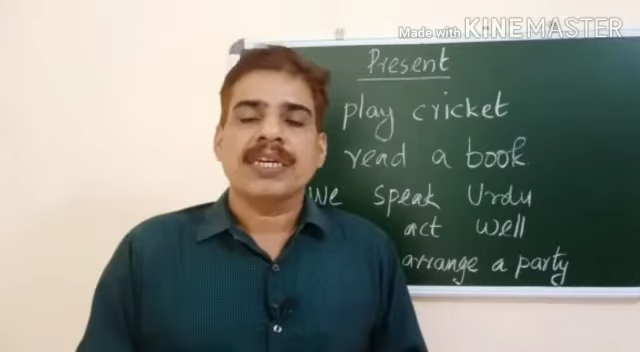 Made with KINEMASTER
Present
play cricket
read a book
We speak Urdu
act well
arrange a party